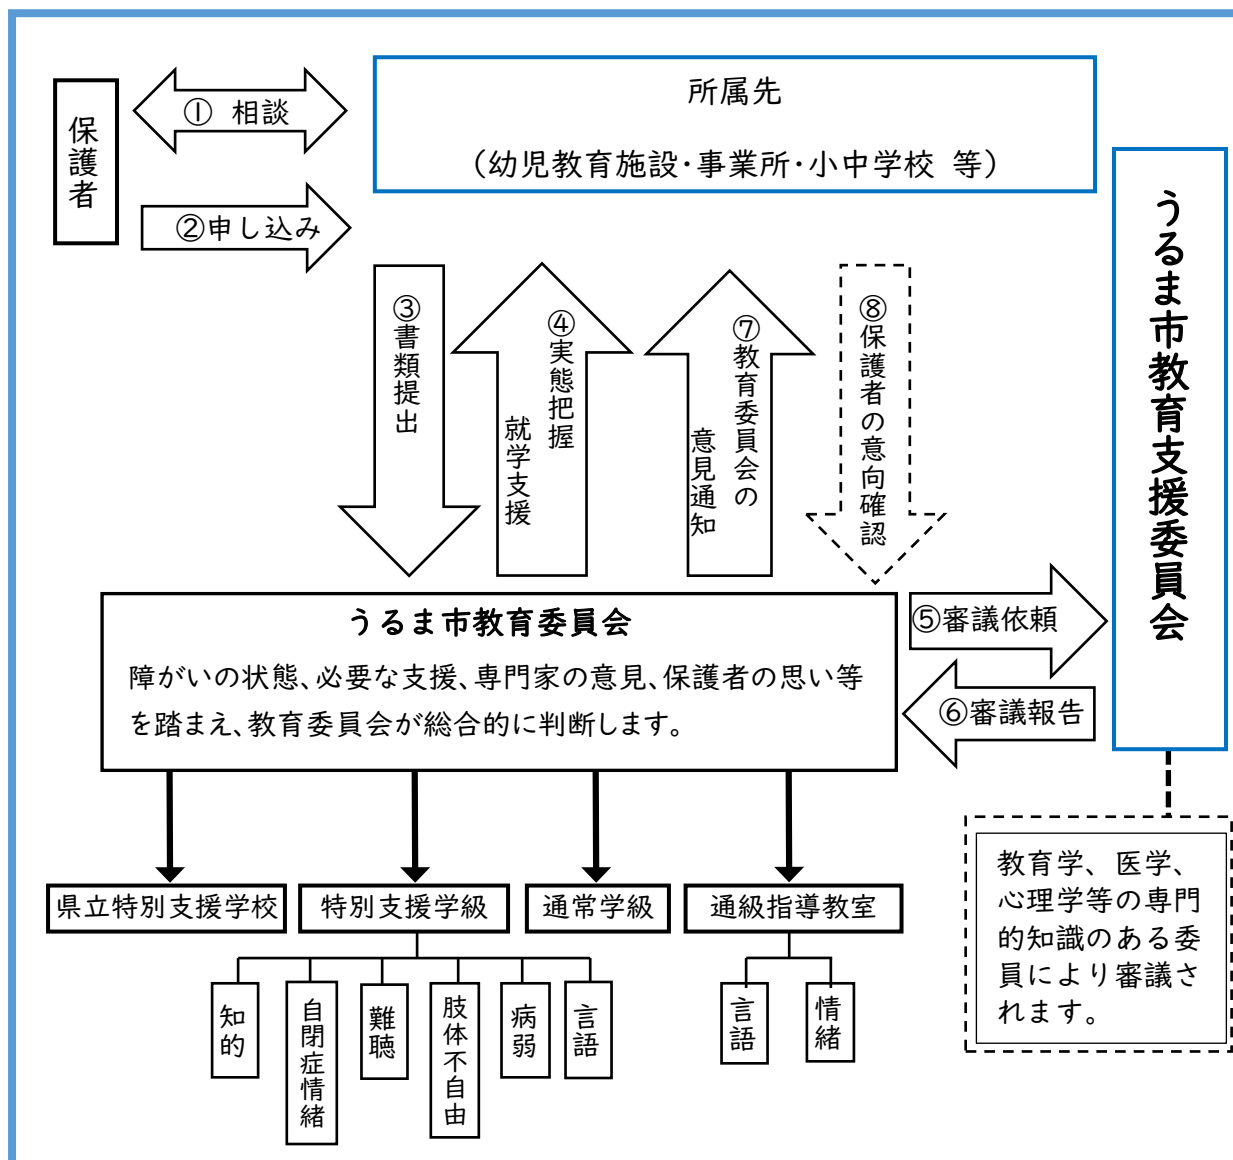 保護者
① 相談
②申し込み
所属先
（幼児教育施設・事業所・小中学校 等）
うるま市教育支援委員会
③書類提出
④実態把握
就学支援
⑦教育委員会の
意見通知
⑧保護者の意向確認
うるま市教育委員会
障がいの状態、必要な支援、専門家の意見、保護者の思い等
を踏まえ、教育委員会が総合的に判断します。
⑤審議依頼
⑥審議報告
県立特別支援学校
特別支援学級
通常学級
通級指導教室
知的
自閉症情緒
難聴
肢体不自由
病弱
言語
言語
情緒
教育学、医学、
心理学等の専門
的知識のある委
員により審議さ
れます。